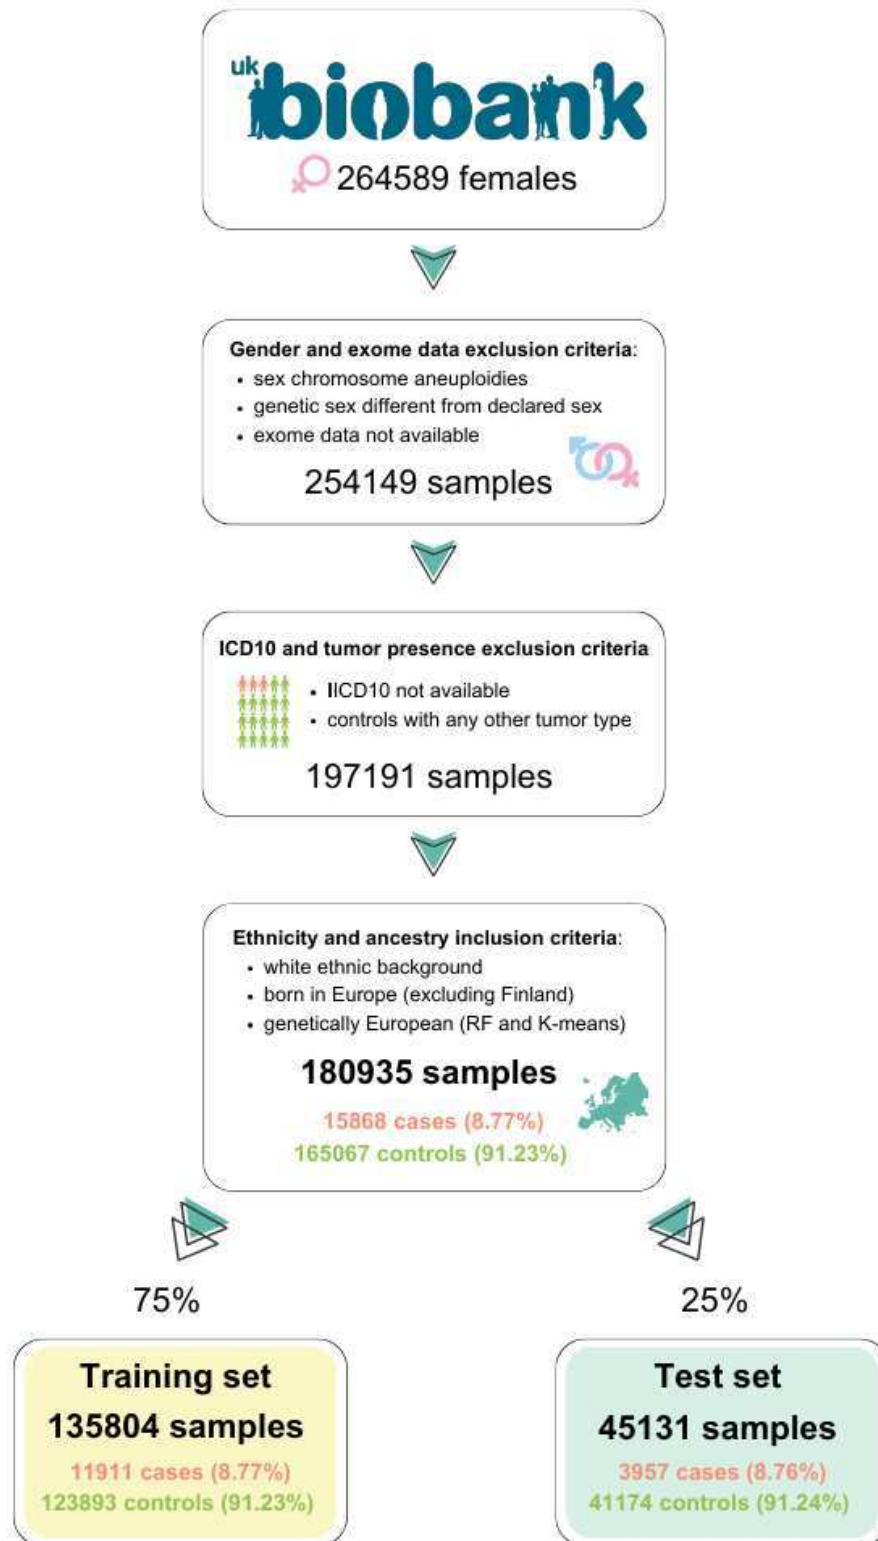 uk
biobank
264589 females
Gender and exome data exclusion criteria:
• sex chromosome aneuploidies
• genetic sex different from declared sex
• exome data not available
254149 samples
ICD10 and tumor presence exclusion criteria
• IICD10 not available
• controls with any other tumor type
197191 samples
Ethnicity and ancestry inclusion criteria:
• white ethnic background
• born in Europe (excluding Finland)
• genetically European (RF and K-means)
180935 samples
15868 cases (8.77%)
165067 controls (91.23%)
75%
25%
Training set
135804 samples
11911 cases (8.77%)
123893 controls (91.23%)
Test set
45131 samples
3957 cases (8.76%)
41174 controls (91.24%)